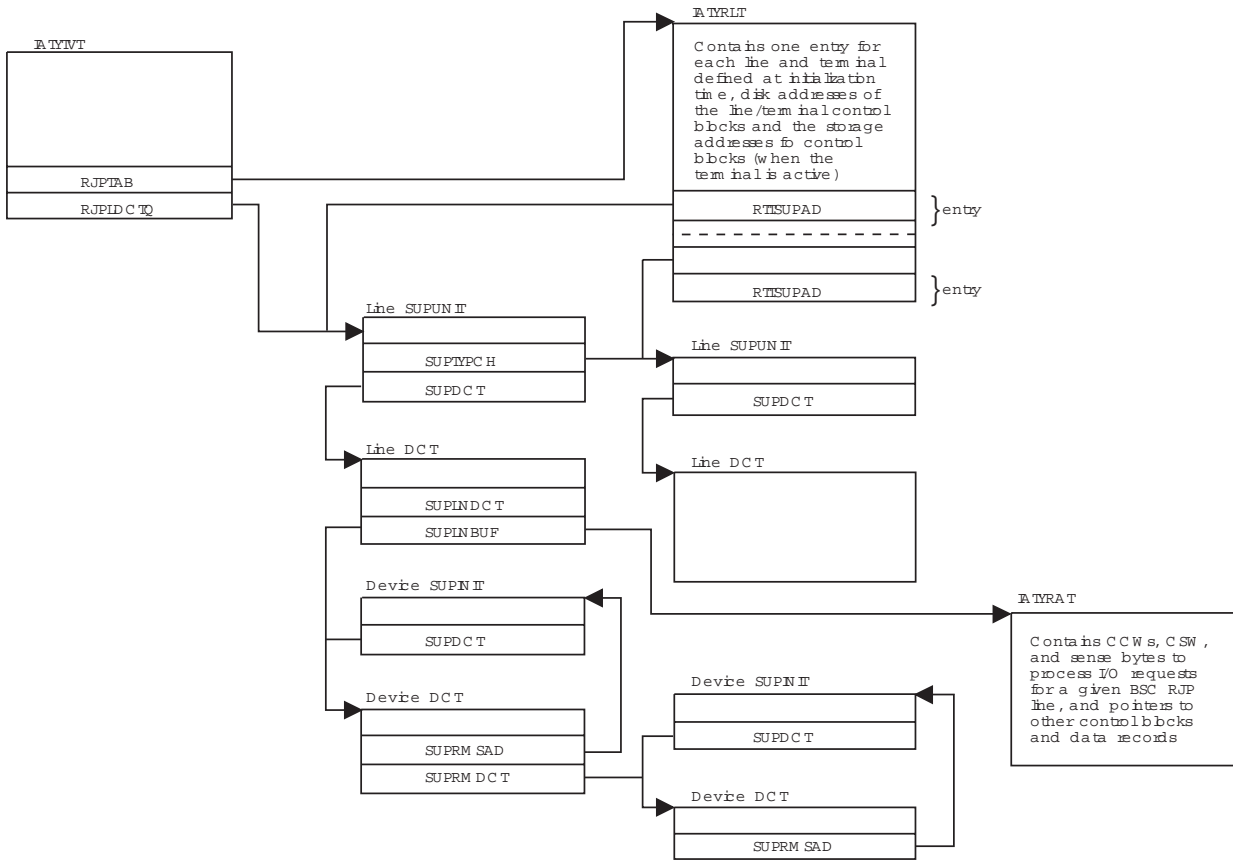 IATYTVT
RJPTAB
RJPLDCTQ
IATYRLT
Contains one entry for
each line and terminal
defined at initialization
time, disk addresses of
the line/terminal control
blocks and the storage
addresses fo control
blocks (when the
terminal is active)
RTTSUPAD
} entry
RTTSUPAD
} entry
Line SUPUNIT
SUPTYPCH
SUPDCT
Line SUPUNIT
SUPDCT
Line DCT
SUPLNDCT
SUPLNBUF
Line DCT
Device SUPINIT
SUPDCT
IATYRAT
Contains CCWs, CSW,
and sense bytes to
process I/O requests
for a given BSC RJP
line, and pointers to
other control blocks
and data records
Device DCT
SUPRMSAD
SUPRMDCT
Device SUPINIT
SUPDCT
Device DCT
SUPRMSAD